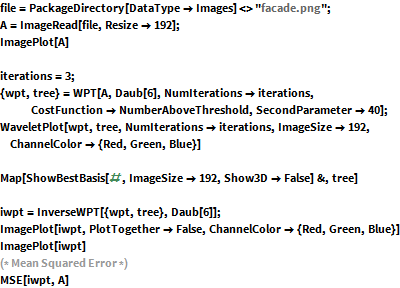 file = PackageDirectory[DataType → Images] <> "facade.png";
A = ImageRead[file, Resize → 192];
ImagePlot[A]
iterations = 3;
{wpt, tree} = WPT[A, Daub[6], NumIterations → iterations,
CostFunction → NumberAboveThreshold, SecondParameter → 40];
WaveletPlot[wpt, tree, NumIterations → iterations, ImageSize → 192,
ChannelColor → {Red, Green, Blue}]
Map[ShowBestBasis[#, ImageSize → 192, Show3D → False] &, tree]
iwpt = InverseWPT[{wpt, tree}, Daub[6]];
ImagePlot[iwpt, PlotTogether → False, ChannelColor → {Red, Green, Blue}]
ImagePlot[iwpt]
(* Mean Squared Error *)
MSE[iwpt, A]